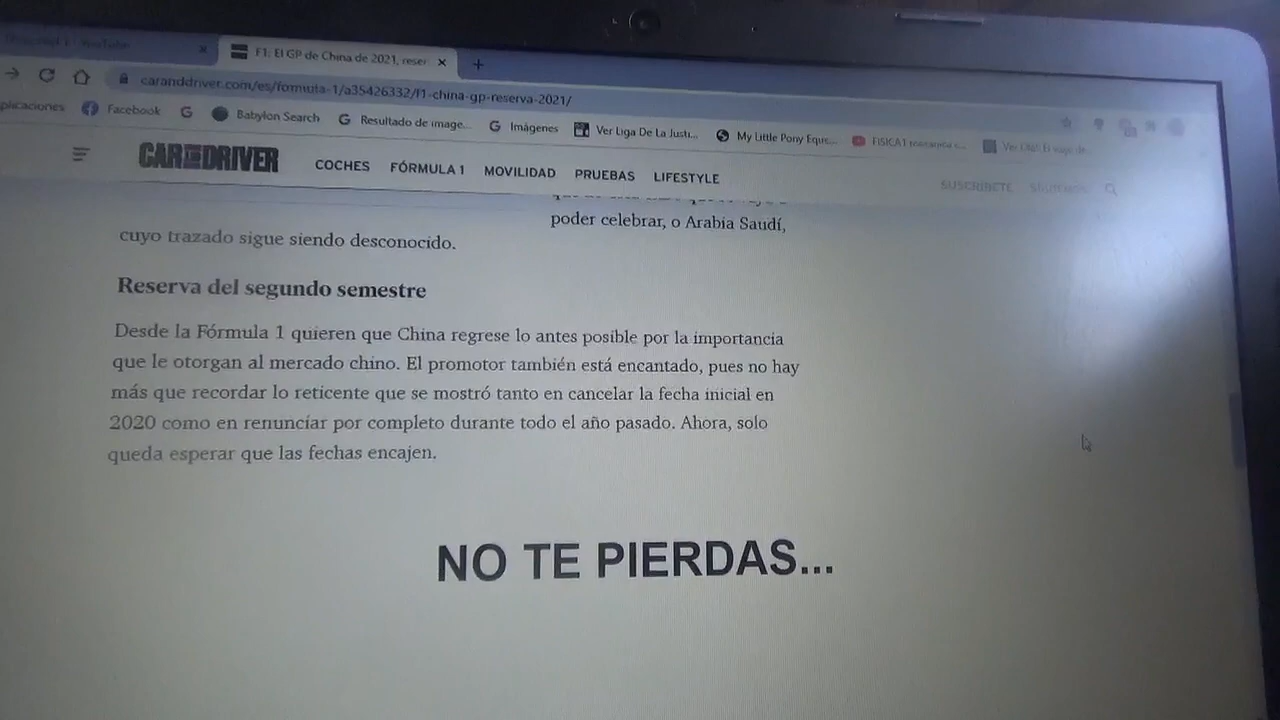 F1: El GP de China de 2021, reser
caranddriver.com/es/formula-1/a35426332/f1-china-gp-reserva-2021/
plicaciones
Facebook
Babylon Search
Resultado de image...
Imágenes
Ver Liga De La Justi...
My Little Pony Eque...
CAR AND DRIVER
COCHES
FÓRMULA 1
MOVILIDAD
PRUEBAS
LIFESTYLE
SUSCRÍBETE
poder celebrar, o Arabia Saudí,
cuyo trazado sigue siendo desconocido.
Reserva del segundo semestre
Desde la Fórmula 1 quieren que China regrese lo antes posible por la importancia
que le otorgan al mercado chino. El promotor también está encantado, pues no hay
más que recordar lo reticente que se mostró tanto en cancelar la fecha inicial en
2020 como en renunciar por completo durante todo el año pasado. Ahora, solo
queda esperar que las fechas encajen.
NO TE PIERDAS...